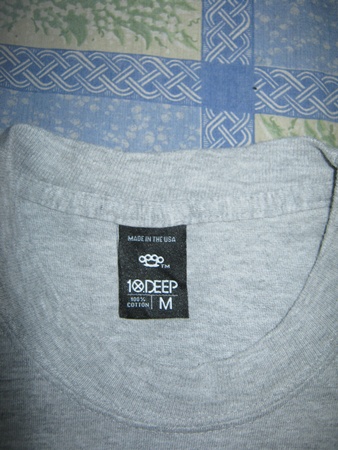 MADE IN THE USA
TM
10DEEP
100% COTTON M